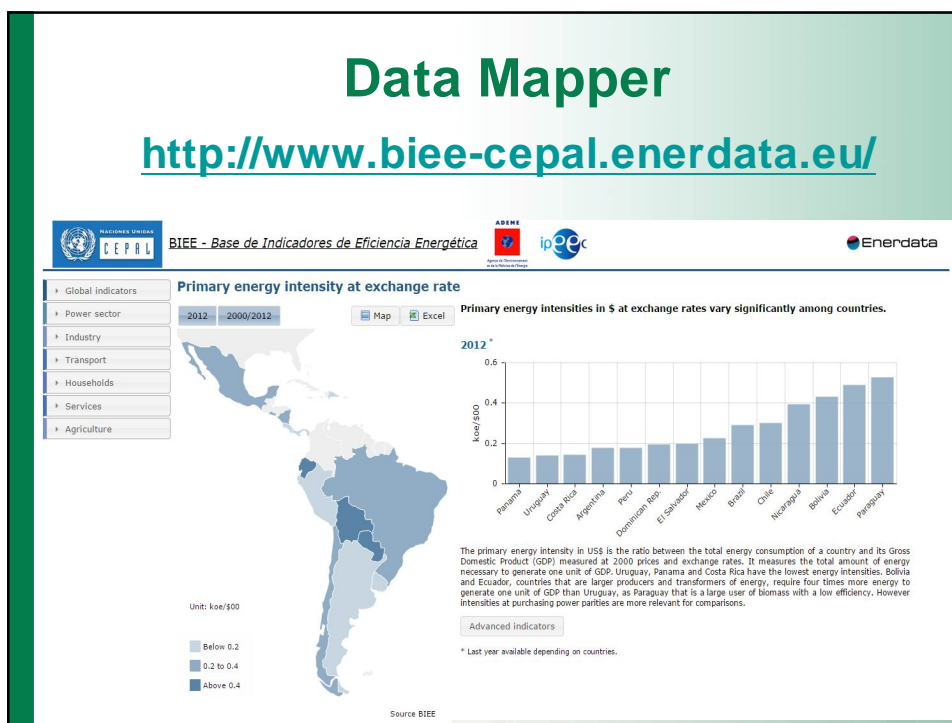 Data Mapper
http://www.biee-cepal.enerdata.eu/
NACIONES UNIDAS
CEPAL
BIEE - Base de Indicadores de Eficiencia Energética
ADEME
Agence de l'Environnement
et de la Maîtrise de l'Energie
ipeec
Enerdata
Global indicators
Power sector
Industry
Transport
Households
Services
Agriculture
Primary energy intensity at exchange rate
2012
2000/2012
Map
Excel
Unit: koe/$00
Below 0.2
0.2 to 0.4
Above 0.4
Source BIEE
Primary energy intensities in $ at exchange rates vary significantly among countries.
2012 *
koe/$00
0.6
0.4
0.2
0
Panama
Uruguay
Costa Rica
Argentina
Peru
Dominican Rep.
El Salvador
Mexico
Brazil
Chile
Nicaragua
Bolivia
Ecuador
Paraguay
The primary energy intensity in US$ is the ratio between the total energy consumption of a country and its Gross
Domestic Product (GDP) measured at 2000 prices and exchange rates. It measures the total amount of energy
necessary to generate one unit of GDP. Uruguay, Panama and Costa Rica have the lowest energy intensities. Bolivia
and Ecuador, countries that are larger producers and transformers of energy, require four times more energy to
generate one unit of GDP than Uruguay, as Paraguay that is a large user of biomass with a low efficiency. However
intensities at purchasing power parities are more relevant for comparisons.
Advanced indicators
* Last year available depending on countries.